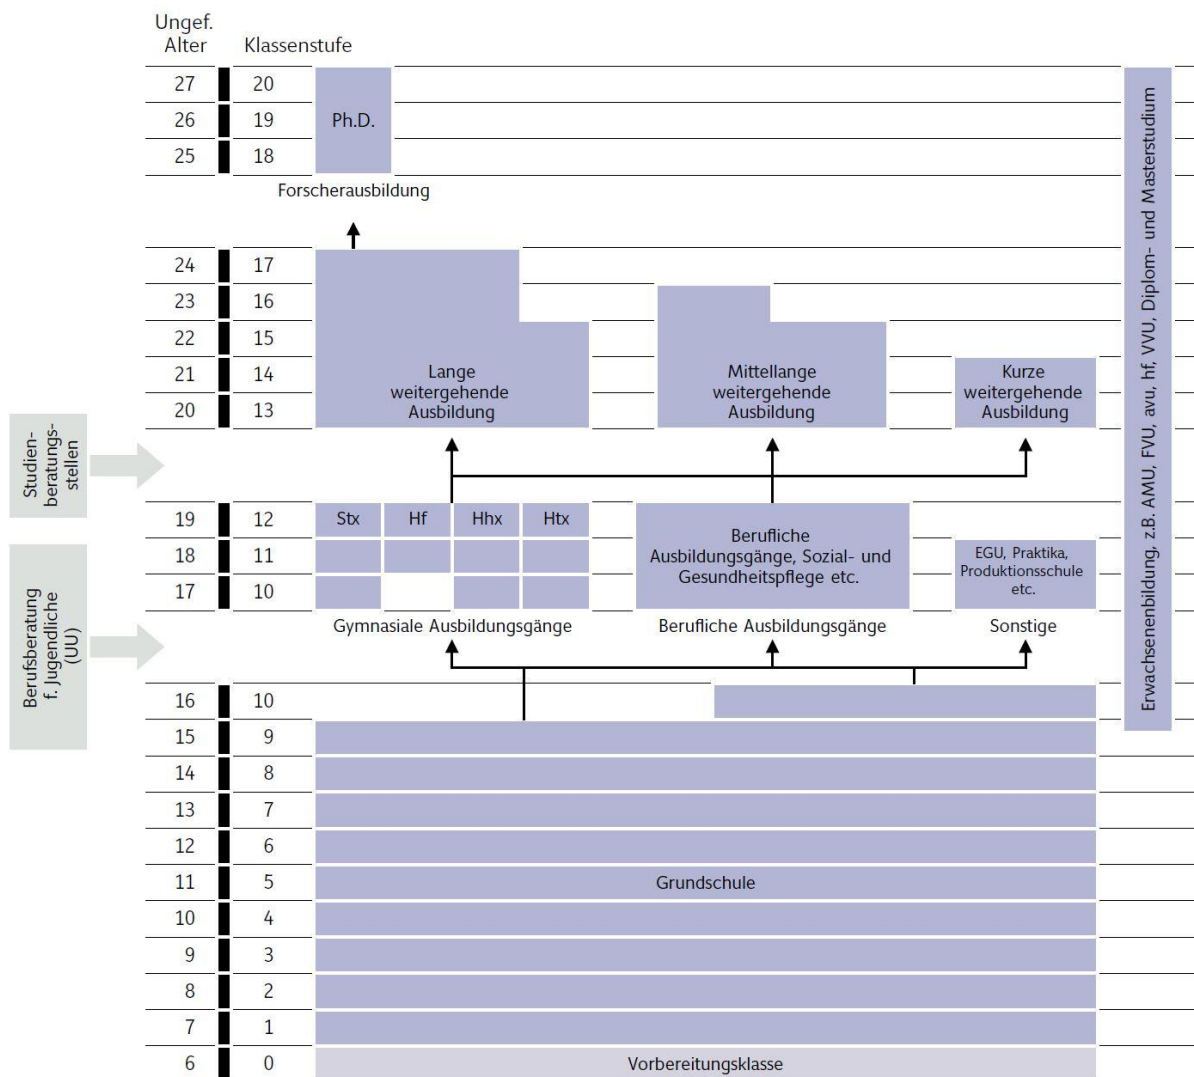 Ungef.
Alter Klassenstufe
27 20
26 19 Ph.D.
25 18
Forscherausbildung
24 17
23 16
22 15
21 14
20 13
Lange
weitergehende
Ausbildung
Mittellange
weitergehende
Ausbildung
Kurze
weitergehende
Ausbildung
Studien-
beratungs-
stellen
19 12 Stx Hf Hhx Htx
18 11
17 10
Berufliche
Ausbildungsgänge, Sozial- und
Gesundheitspflege etc.
EGU, Praktika,
Produktionsschule
etc.
Gymnasiale Ausbildungsgänge Berufliche Ausbildungsgänge Sonstige
Berufsberatung
f. Jugendliche
(UU)
16 10
15 9
14 8
13 7
12 6
11 5 Grundschule
10 4
9 3
8 2
7 1
6 0 Vorbereitungsklasse
Erwachsenenbildung, z.B. AMU, FVU, avu, hf, VVU, Diplom- und Masterstudium